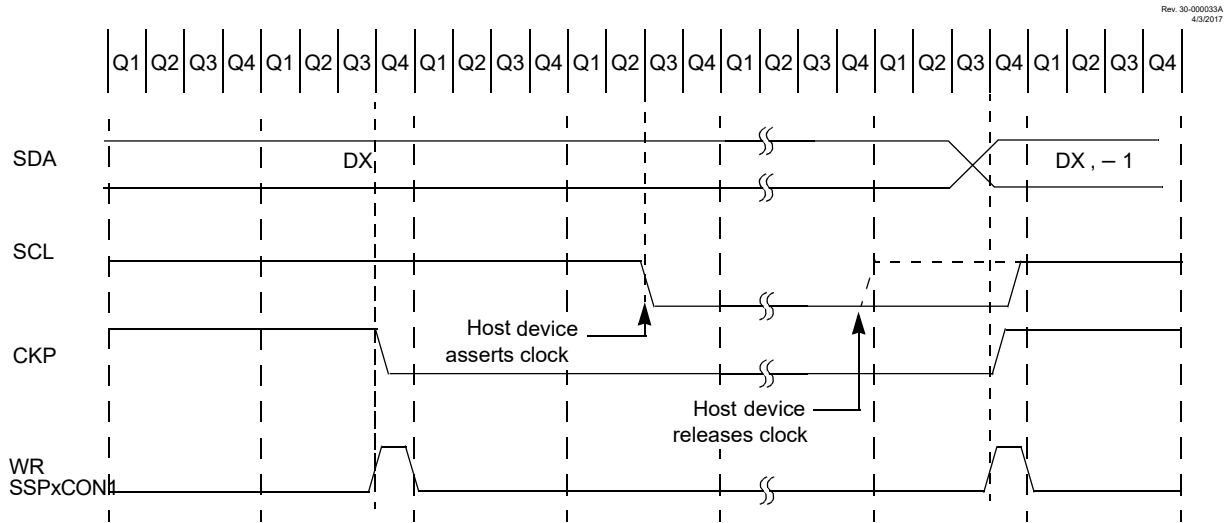 Rev. 30-000033A
4/3/2017
Q1 Q2 Q3 Q4 Q1 Q2 Q3 Q4 Q1 Q2 Q3 Q4 Q1 Q2 Q3 Q4 Q1 Q2 Q3 Q4 Q1 Q2 Q3 Q4 Q1 Q2 Q3 Q4
SDA
DX
DX , – 1
SCL
Host device
asserts clock
CKP
Host device
releases clock
WR
SSPxCON1